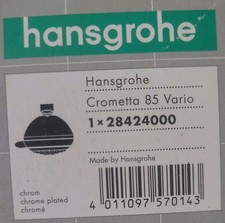 hansgrohe
Hansgrohe
Crometta 85 Vario
1 × 28424000
Made by Hansgrohe
chrom
chrome plated
chromé
4 011097 570143